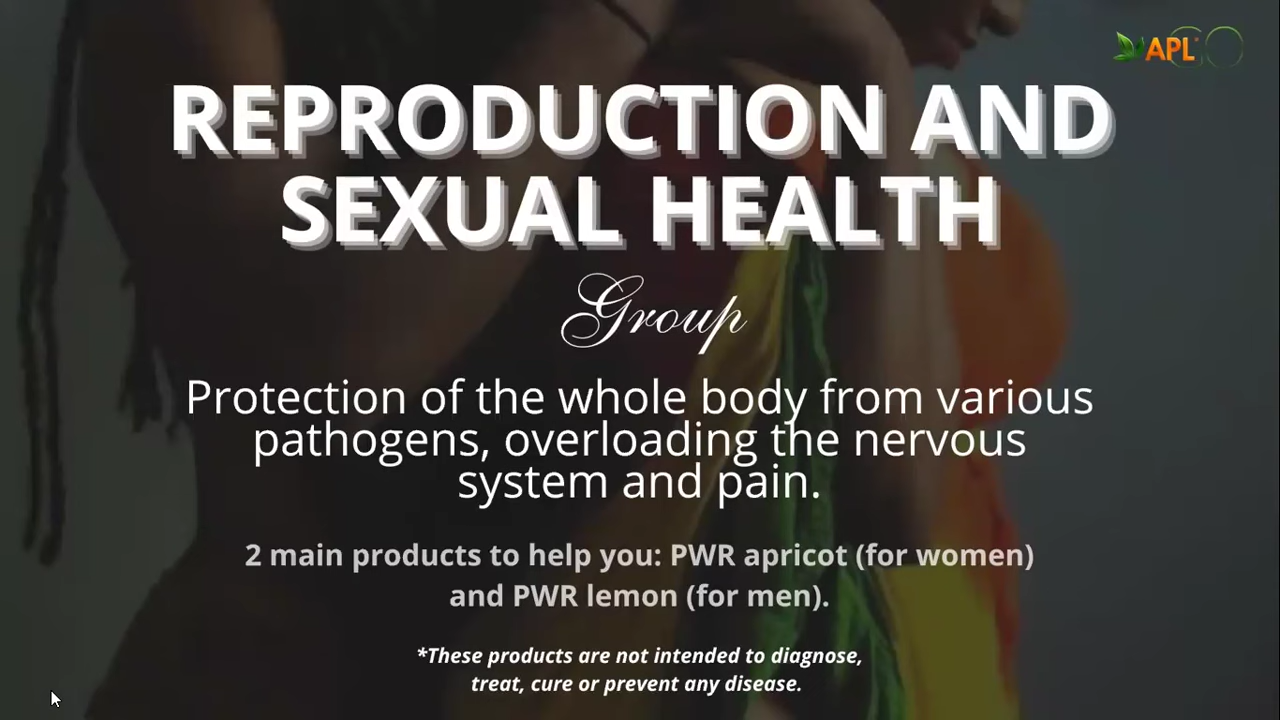 APLGO
REPRODUCTION AND
SEXUAL HEALTH
Group
Protection of the whole body from various
pathogens, overloading the nervous
system and pain.
2 main products to help you: PWR apricot (for women)
and PWR lemon (for men).
*These products are not intended to diagnose,
treat, cure or prevent any disease.